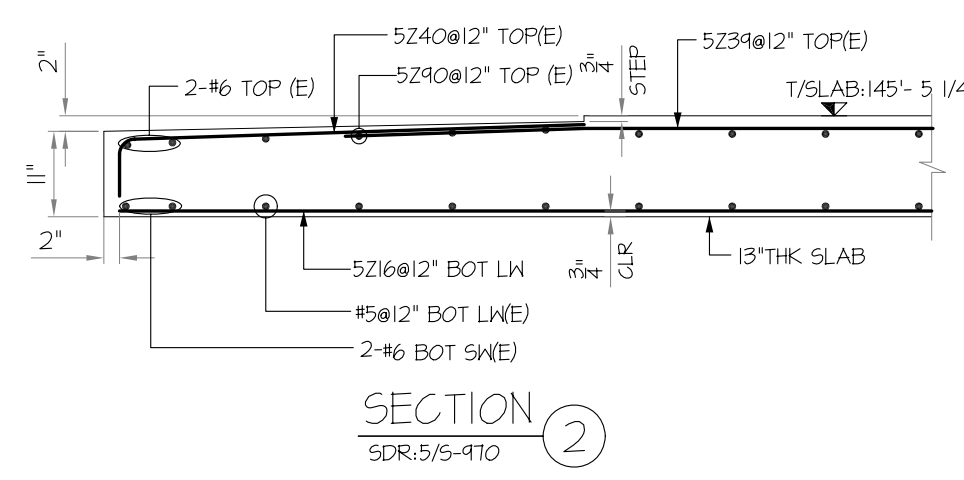 5Z40@12" TOP(E)
5Z39@12" TOP(E)
2"
5Z90@12" TOP (E)
3/4"
STEP
2-#6 TOP (E)
T/SLAB:145'- 5 1/4
11"
2"
13"THK SLAB
5Z16@12" BOT LW
3/4"
CLR
#5@12" BOT LW(E)
2-#6 BOT SW(E)
SECTION
2
SDR:5/S-970